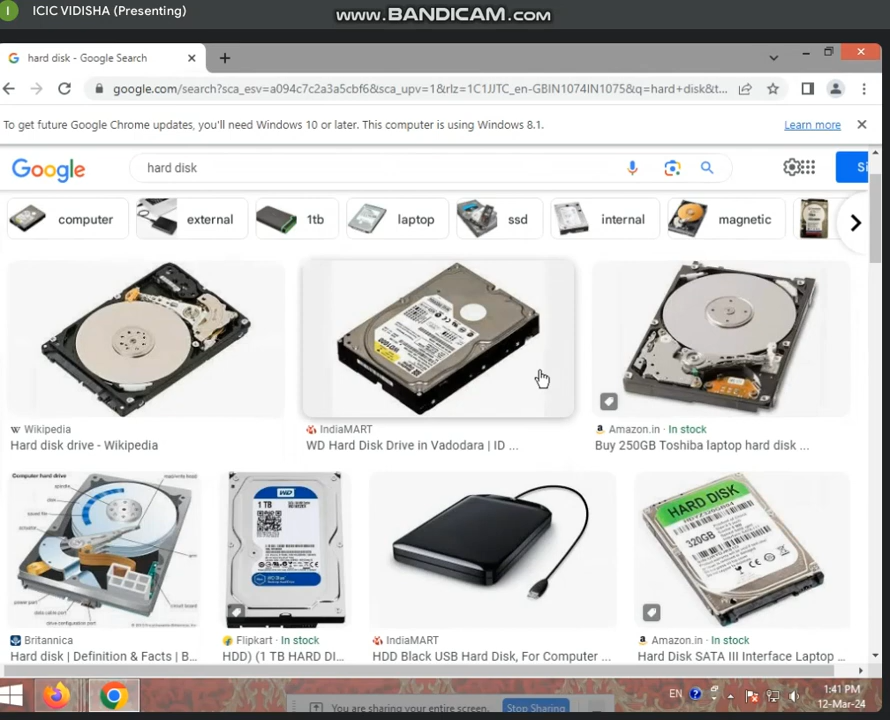 I ICIC VIDISHA (Presenting)
www.BANDICAM.com
hard disk - Google Search
google.com/search?sca_esv=a094c7c2a3a5cbf6&sca_upv=1&rlz=1C1JJTC_en-GBIN1074IN1075&q=hard+disk&t...
To get future Google Chrome updates, you'll need Windows 10 or later. This computer is using Windows 8.1.
Learn more
Google
hard disk
Si
computer external 1tb laptop ssd internal magnetic
Wikipedia
Hard disk drive - Wikipedia
IndiaMART
WD Hard Disk Drive in Vadodara | ID ...
Amazon.in · In stock
Buy 250GB Toshiba laptop hard disk ...
Computer hard drive
WD
1 TB
HARD DISK
320GB
Britannica
Hard disk | Definition & Facts | B...
Flipkart · In stock
HDD) (1 TB HARD DI...
IndiaMART
HDD Black USB Hard Disk, For Computer ...
Amazon.in · In stock
Hard Disk SATA III Interface Laptop ...
You are sharing your entire screen.
Stop Sharing
EN
1:41 PM
12-Mar-24